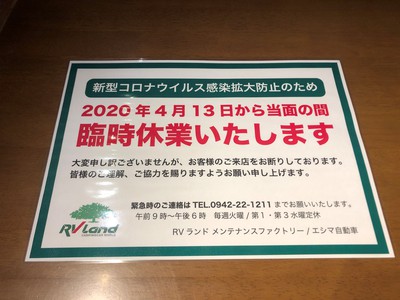 新型コロナウイルス感染拡大防止のため
2020年4月13日から当面の間
臨時休業いたします
大変申し訳ございませんが、お客様のご来店をお断りしております。
皆様のご理解、ご協力を賜りますようお願い申し上げます。
緊急時のご連絡は TEL.0942-22-1211 までお願いいたします。
午前9時～午後6時 毎週火曜 / 第1・第3水曜定休
RV Land
RV ランド メンテナンスファクトリー / エシマ自動車